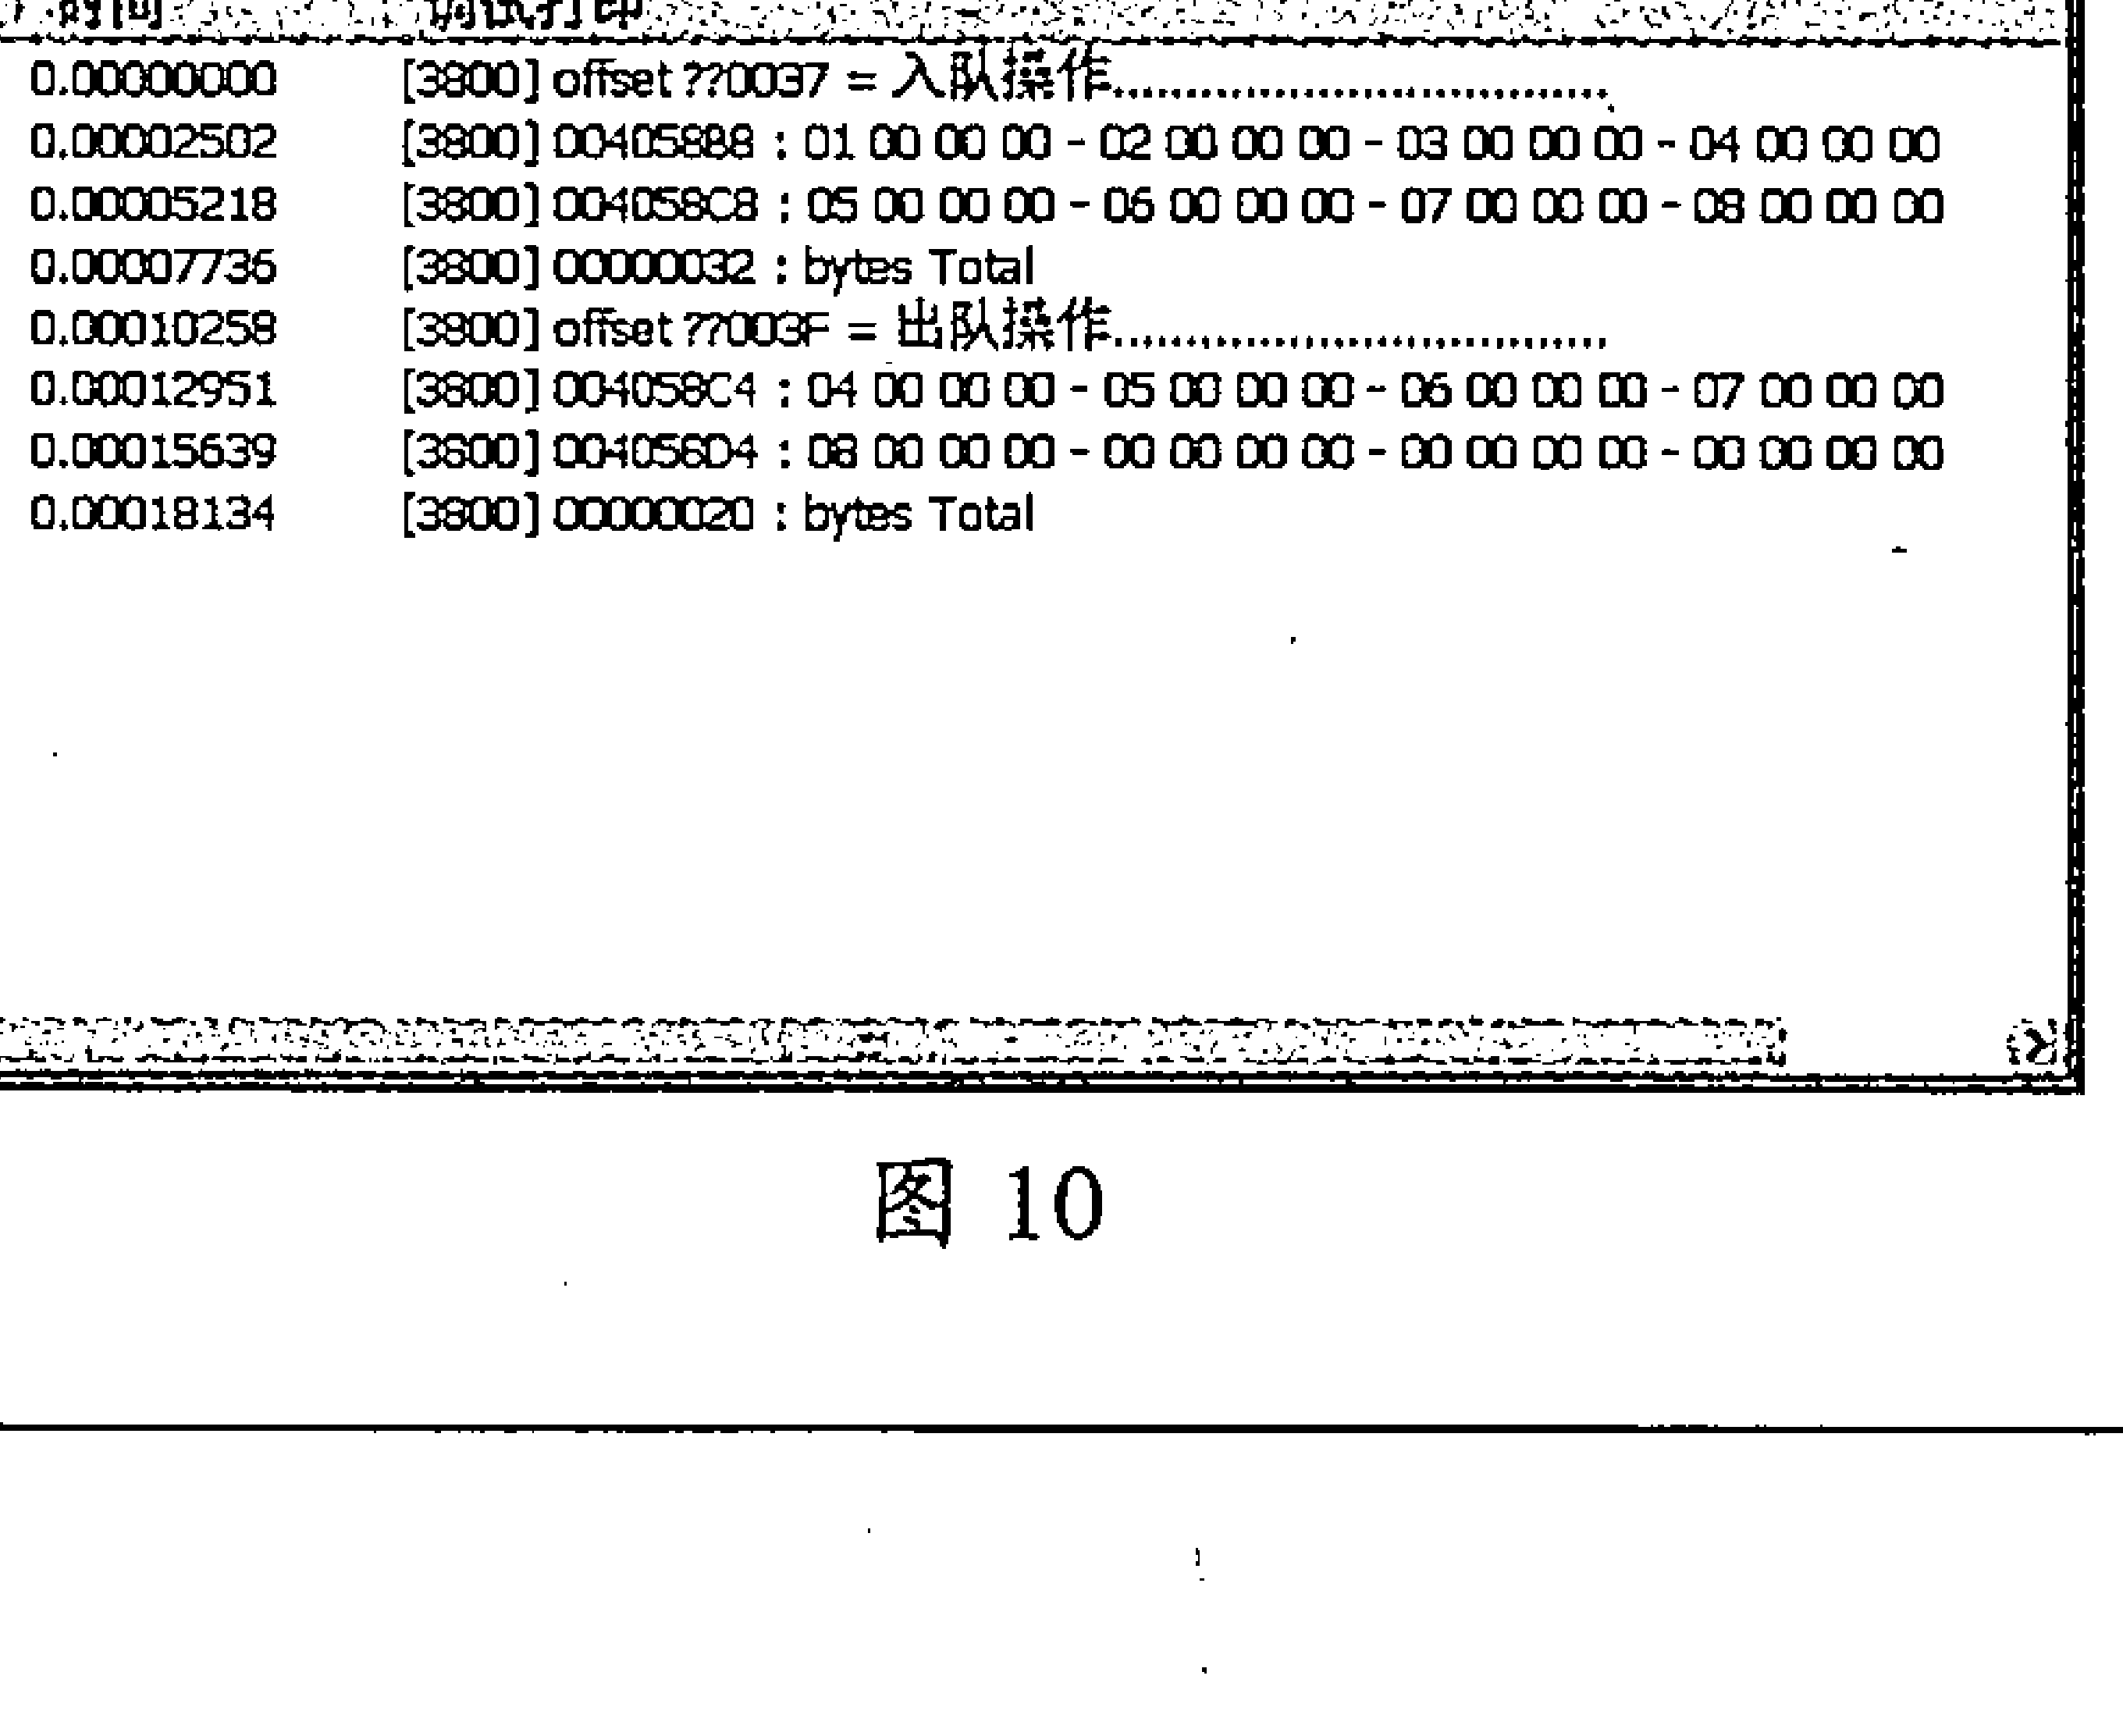 时间 调试打印
0.00000000 [3800] offset ??0037 = 入队操作..................................
0.00002502 [3800] 004058B8 : 01 00 00 00 - 02 00 00 00 - 03 00 00 00 - 04 00 00 00
0.00005218 [3800] 004058C8 : 05 00 00 00 - 06 00 00 00 - 07 00 00 00 - 08 00 00 00
0.00007736 [3800] 00000032 : bytes Total
0.00010258 [3800] offset ??003F = 出队操作..................................
0.00012951 [3800] 004058C4 : 04 00 00 00 - 05 00 00 00 - 06 00 00 00 - 07 00 00 00
0.00015639 [3800] 004058D4 : 08 00 00 00 - 00 00 00 00 - 00 00 00 00 - 00 00 00 00
0.00018134 [3800] 00000020 : bytes Total
图 10